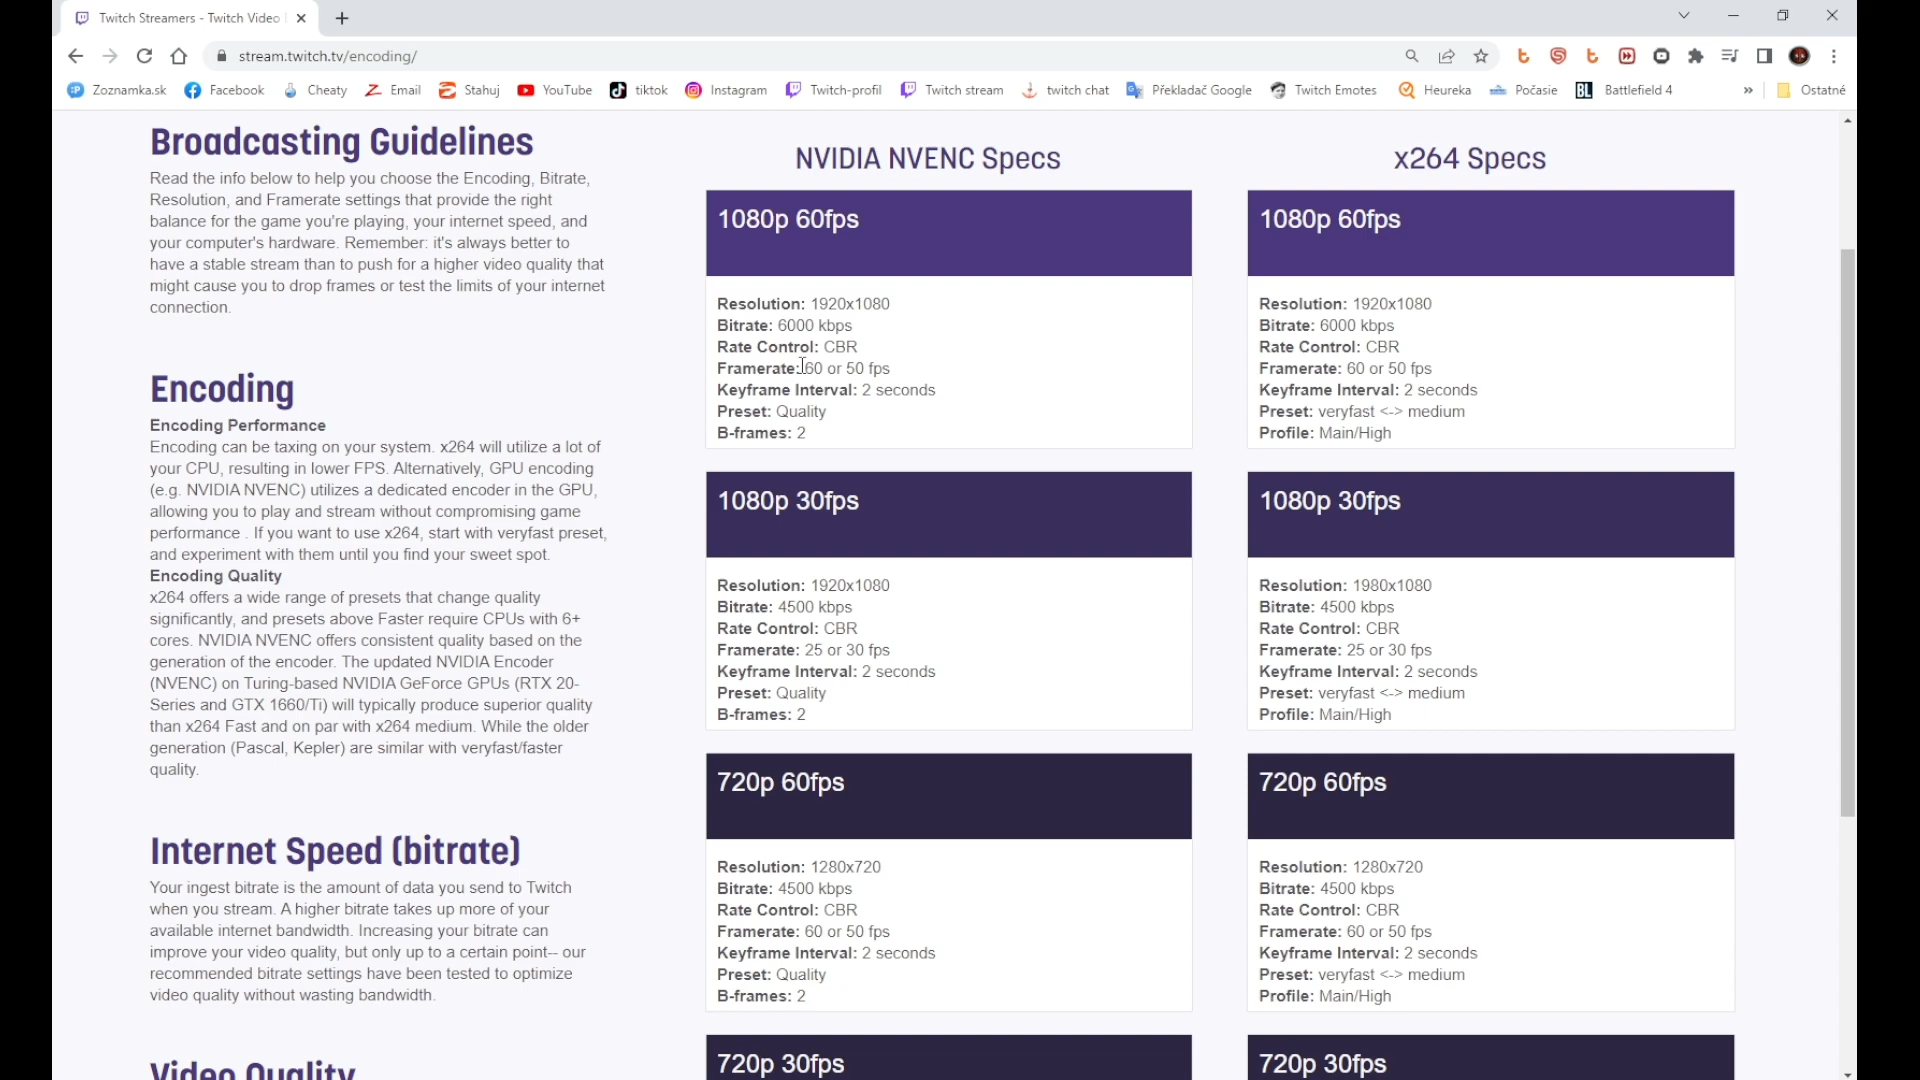 Twitch Streamers - Twitch Video
stream.twitch.tv/encoding/
Zoznamka.sk Facebook Cheaty Email Stahuj YouTube tiktok Instagram Twitch-profil Twitch stream twitch chat Překladač Google Twitch Emotes Heureka Počasie BL Battlefield 4 » Ostatné
Broadcasting Guidelines
Read the info below to help you choose the Encoding, Bitrate,
Resolution, and Framerate settings that provide the right
balance for the game you're playing, your internet speed, and
your computer's hardware. Remember: it's always better to
have a stable stream than to push for a higher video quality that
might cause you to drop frames or test the limits of your internet
connection.
Encoding
Encoding Performance
Encoding can be taxing on your system. x264 will utilize a lot of
your CPU, resulting in lower FPS. Alternatively, GPU encoding
(e.g. NVIDIA NVENC) utilizes a dedicated encoder in the GPU,
allowing you to play and stream without compromising game
performance . If you want to use x264, start with veryfast preset,
and experiment with them until you find your sweet spot.
Encoding Quality
x264 offers a wide range of presets that change quality
significantly, and presets above Faster require CPUs with 6+
cores. NVIDIA NVENC offers consistent quality based on the
generation of the encoder. The updated NVIDIA Encoder
(NVENC) on Turing-based NVIDIA GeForce GPUs (RTX 20-
Series and GTX 1660/Ti) will typically produce superior quality
than x264 Fast and on par with x264 medium. While the older
generation (Pascal, Kepler) are similar with veryfast/faster
quality.
Internet Speed (bitrate)
Your ingest bitrate is the amount of data you send to Twitch
when you stream. A higher bitrate takes up more of your
available internet bandwidth. Increasing your bitrate can
improve your video quality, but only up to a certain point-- our
recommended bitrate settings have been tested to optimize
video quality without wasting bandwidth.
Video Quality
NVIDIA NVENC Specs
1080p 60fps
Resolution: 1920x1080
Bitrate: 6000 kbps
Rate Control: CBR
Framerate: 60 or 50 fps
Keyframe Interval: 2 seconds
Preset: Quality
B-frames: 2
1080p 30fps
Resolution: 1920x1080
Bitrate: 4500 kbps
Rate Control: CBR
Framerate: 25 or 30 fps
Keyframe Interval: 2 seconds
Preset: Quality
B-frames: 2
720p 60fps
Resolution: 1280x720
Bitrate: 4500 kbps
Rate Control: CBR
Framerate: 60 or 50 fps
Keyframe Interval: 2 seconds
Preset: Quality
B-frames: 2
720p 30fps
x264 Specs
1080p 60fps
Resolution: 1920x1080
Bitrate: 6000 kbps
Rate Control: CBR
Framerate: 60 or 50 fps
Keyframe Interval: 2 seconds
Preset: veryfast <-> medium
Profile: Main/High
1080p 30fps
Resolution: 1980x1080
Bitrate: 4500 kbps
Rate Control: CBR
Framerate: 25 or 30 fps
Keyframe Interval: 2 seconds
Preset: veryfast <-> medium
Profile: Main/High
720p 60fps
Resolution: 1280x720
Bitrate: 4500 kbps
Rate Control: CBR
Framerate: 60 or 50 fps
Keyframe Interval: 2 seconds
Preset: veryfast <-> medium
Profile: Main/High
720p 30fps